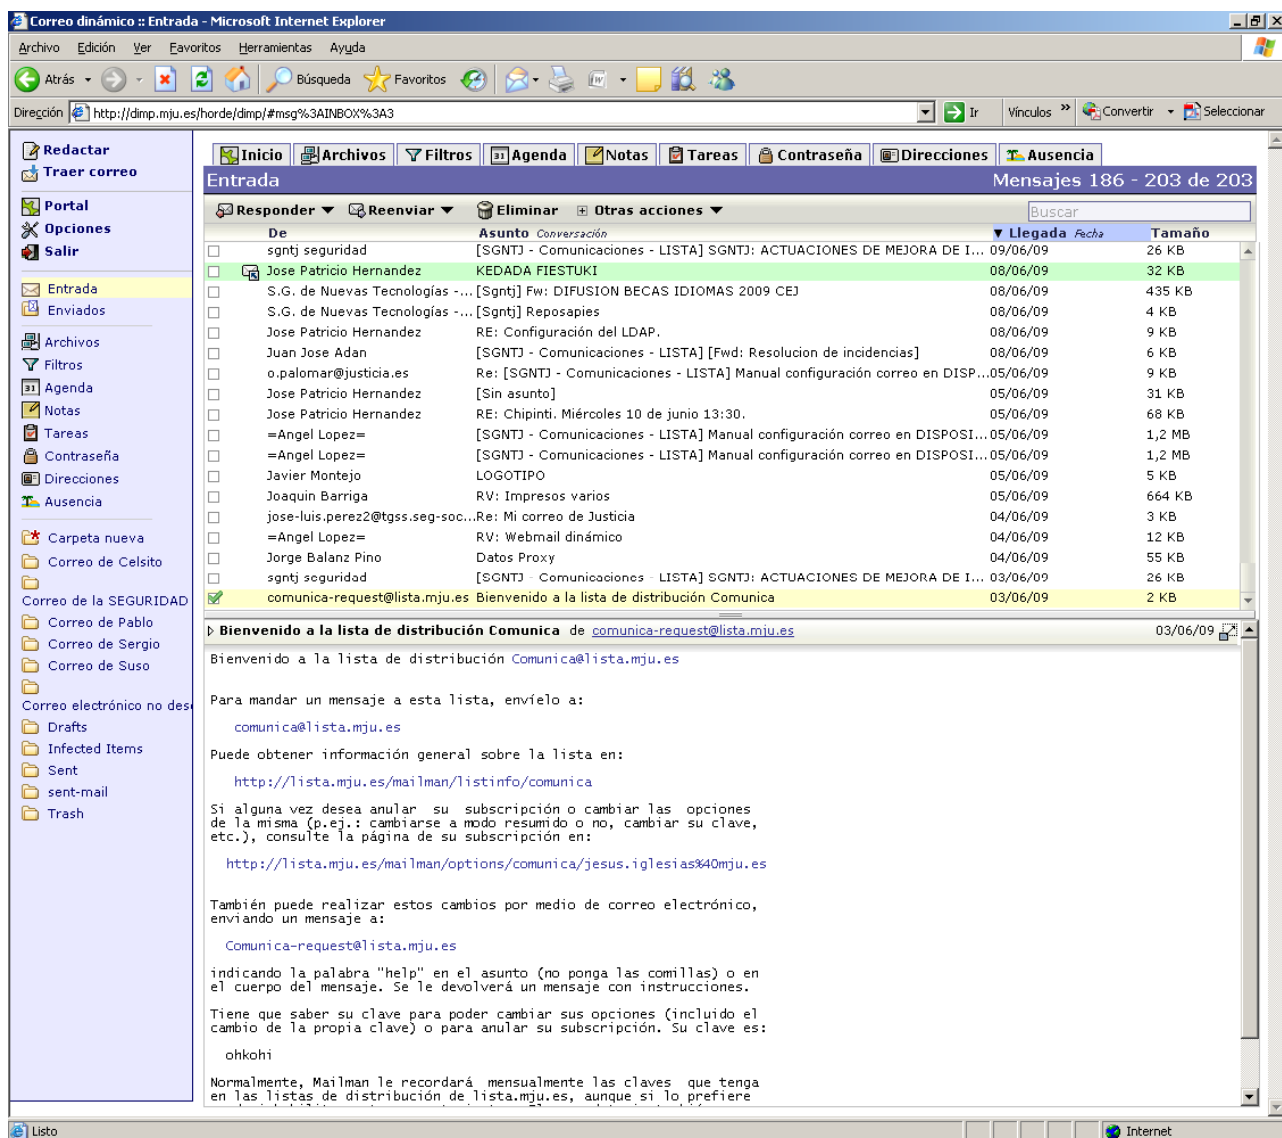 Correo dinámico :: Entrada - Microsoft Internet Explorer
Archivo Edición Ver Favoritos Herramientas Ayuda
Atrás Búsqueda Favoritos
Dirección http://dimp.mju.es/horde/dimp/#msg%3AINBOX%3A3 Ir Vínculos » Convertir Seleccionar
Redactar
Traer correo
Portal
Opciones
Salir
Entrada
Enviados
Archivos
Filtros
31 Agenda
Notas
Tareas
Contraseña
Direcciones
Ausencia
Carpeta nueva
Correo de Celsito
Correo de la SEGURIDAD
Correo de Pablo
Correo de Sergio
Correo de Suso
Correo electrónico no des
Drafts
Infected Items
Sent
sent-mail
Trash
Inicio Archivos Filtros 31 Agenda Notas Tareas Contraseña Direcciones Ausencia
Entrada Mensajes 186 - 203 de 203
Responder Reenviar Eliminar Otras acciones Buscar
De Asunto Conversación Llegada Fecha Tamaño
sgntj seguridad [SGNTJ - Comunicaciones - LISTA] SGNTJ: ACTUACIONES DE MEJORA DE I... 09/06/09 26 KB
Jose Patricio Hernandez KEDADA FIESTUKI 08/06/09 32 KB
S.G. de Nuevas Tecnologías -... [Sgntj] Fw: DIFUSION BECAS IDIOMAS 2009 CEJ 08/06/09 435 KB
S.G. de Nuevas Tecnologías -... [Sgntj] Reposapies 08/06/09 4 KB
Jose Patricio Hernandez RE: Configuración del LDAP. 08/06/09 9 KB
Juan Jose Adan [SGNTJ - Comunicaciones - LISTA] [Fwd: Resolucion de incidencias] 08/06/09 6 KB
o.palomar@justicia.es Re: [SGNTJ - Comunicaciones - LISTA] Manual configuración correo en DISP... 05/06/09 9 KB
Jose Patricio Hernandez [Sin asunto] 05/06/09 31 KB
Jose Patricio Hernandez RE: Chipinti. Miércoles 10 de junio 13:30. 05/06/09 68 KB
=Angel Lopez= [SGNTJ - Comunicaciones - LISTA] Manual configuración correo en DISPOSI... 05/06/09 1,2 MB
=Angel Lopez= [SGNTJ - Comunicaciones - LISTA] Manual configuración correo en DISPOSI... 05/06/09 1,2 MB
Javier Montejo LOGOTIPO 05/06/09 5 KB
Joaquin Barriga RV: Impresos varios 05/06/09 664 KB
jose-luis.perez2@tgss.seg-soc... Re: Mi correo de Justicia 04/06/09 3 KB
=Angel Lopez= RV: Webmail dinámico 04/06/09 12 KB
Jorge Balanz Pino Datos Proxy 04/06/09 55 KB
sgntj seguridad [SGNTJ - Comunicaciones - LISTA] SGNTJ: ACTUACIONES DE MEJORA DE I... 03/06/09 26 KB
comunica-request@lista.mju.es Bienvenido a la lista de distribución Comunica 03/06/09 2 KB
Bienvenido a la lista de distribución Comunica de comunica-request@lista.mju.es 03/06/09
Bienvenido a la lista de distribución Comunica@lista.mju.es
Para mandar un mensaje a esta lista, envíelo a:
comunica@lista.mju.es
Puede obtener información general sobre la lista en:
http://lista.mju.es/mailman/listinfo/comunica
Si alguna vez desea anular su subscripción o cambiar las opciones
de la misma (p.ej.: cambiarse a modo resumido o no, cambiar su clave,
etc.), consulte la página de su subscripción en:
http://lista.mju.es/mailman/options/comunica/jesus.iglesias%40mju.es
También puede realizar estos cambios por medio de correo electrónico,
enviando un mensaje a:
Comunica-request@lista.mju.es
indicando la palabra "help" en el asunto (no ponga las comillas) o en
el cuerpo del mensaje. Se le devolverá un mensaje con instrucciones.
Tiene que saber su clave para poder cambiar sus opciones (incluido el
cambio de la propia clave) o para anular su subscripción. Su clave es:
ohkohi
Normalmente, Mailman le recordará mensualmente las claves que tenga
en las listas de distribución de lista.mju.es, aunque si lo prefiere
Listo Internet